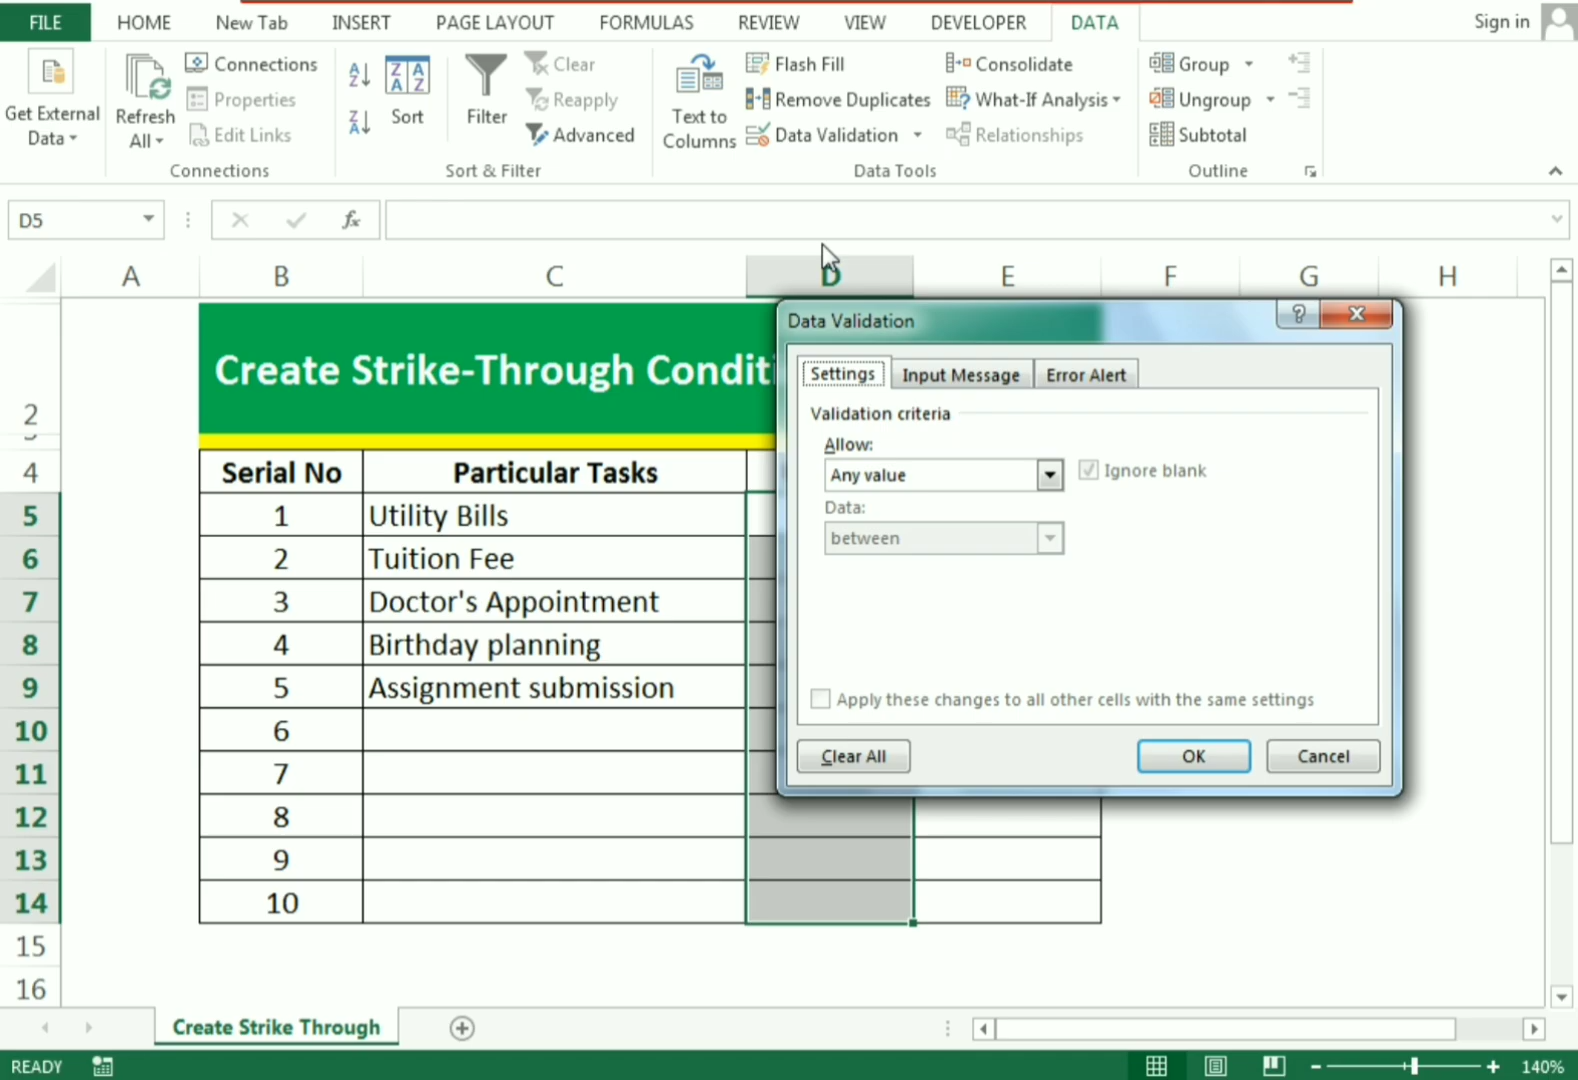 FILE HOME New Tab INSERT PAGE LAYOUT FORMULAS REVIEW VIEW DEVELOPER DATA Sign in
Get External Data
Refresh All
Connections
Properties
Edit Links
Connections
Sort
Filter
Clear
Reapply
Advanced
Sort & Filter
Text to Columns
Flash Fill
Remove Duplicates
Data Validation
Consolidate
What-If Analysis
Relationships
Data Tools
Group
Ungroup
Subtotal
Outline
D5 fx
A B C D E F G H
2 Create Strike-Through
4 Serial No Particular Tasks
5 1 Utility Bills
6 2 Tuition Fee
7 3 Doctor's Appointment
8 4 Birthday planning
9 5 Assignment submission
10 6
11 7
12 8
13 9
14 10
15
16
Data Validation ?
Settings Input Message Error Alert
Validation criteria
Allow:
Any value Ignore blank
Data:
between
Apply these changes to all other cells with the same settings
Clear All OK Cancel
Create Strike Through
READY 140%